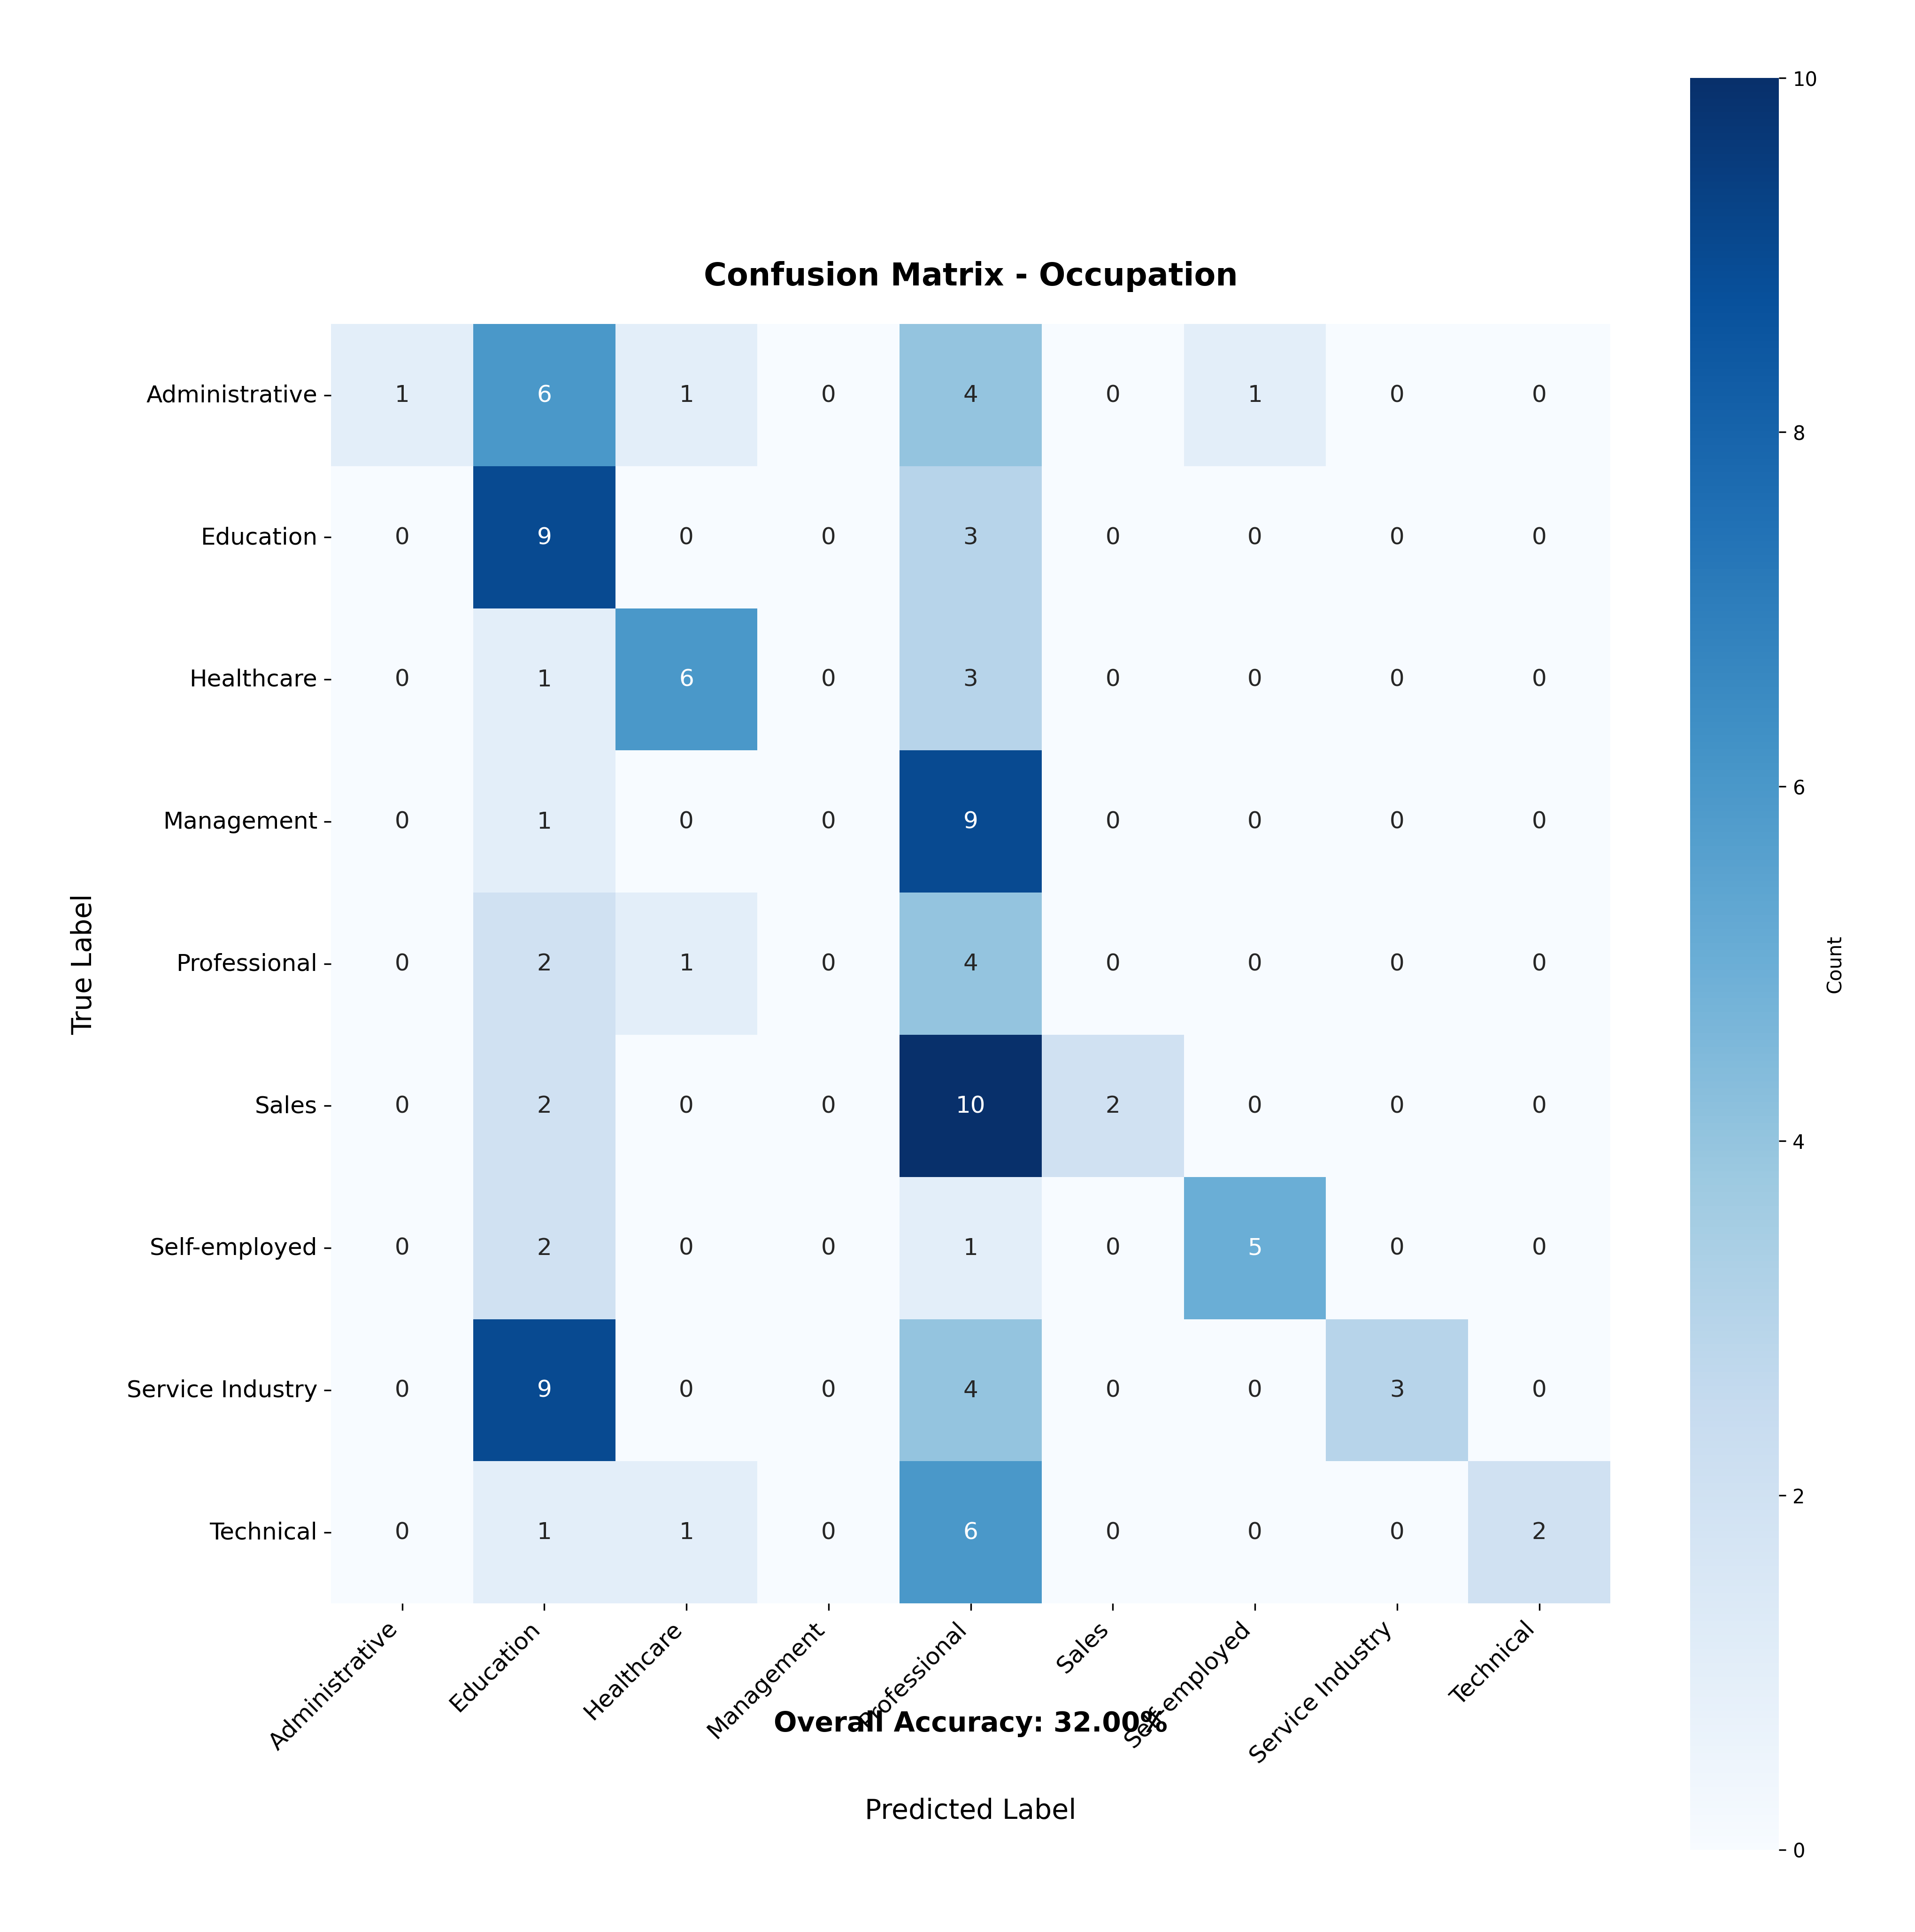 Confusion Matrix - Occupation
Administrative 1 6 1 0 4 0 1 0 0
Education 0 9 0 0 3 0 0 0 0
Healthcare 0 1 6 0 3 0 0 0 0
Management 0 1 0 0 9 0 0 0 0
Professional 0 2 1 0 4 0 0 0 0
Sales 0 2 0 0 10 2 0 0 0
Self-employed 0 2 0 0 1 0 5 0 0
Service Industry 0 9 0 0 4 0 0 3 0
Technical 0 1 1 0 6 0 0 0 2
True Label
Administrative
Education
Healthcare
Management
Professional
Sales
Self-employed
Service Industry
Technical
Overall Accuracy: 32.00%
Predicted Label
10
8
6
4
2
0
Count